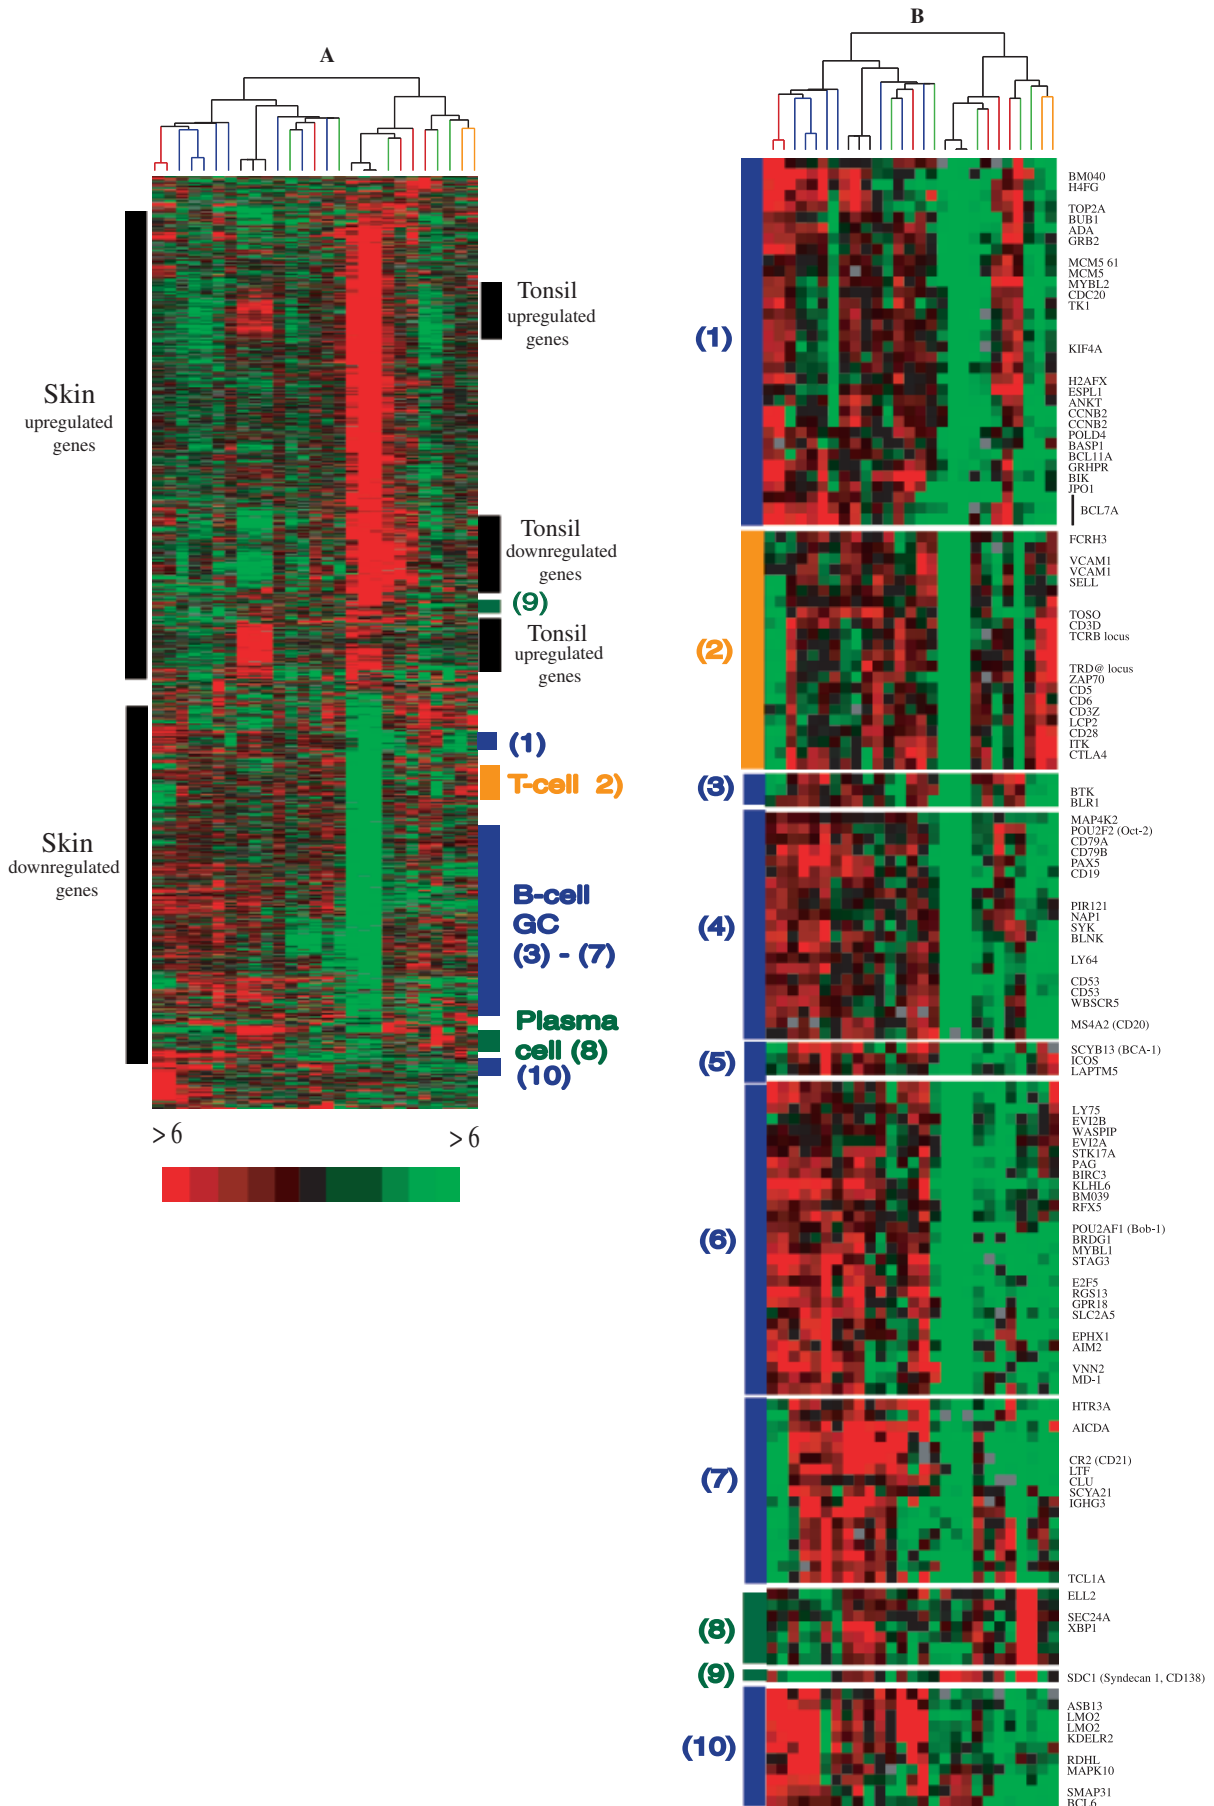 A
Skin
upregulated
genes
Skin
downregulated
genes
Tonsil
upregulated
genes
Tonsil
downregulated
genes
(9)
Tonsil
upregulated
genes
(1)
T-cell 2)
B-cell
GC
(3) - (7)
Plasma
cell (8)
(10)
> 6
> 6
B
(1)
BM040
H4FG
TOP2A
BUB1
ADA
GRB2
MCM5 61
MCM5
MYBL2
CDC20
TK1
KIF4A
H2AFX
ESPL1
ANKT
CCNB2
CCNB2
POLD4
BASP1
BCL11A
GRHPR
BIK
JPO1
BCL7A
(2)
FCRH3
VCAM1
VCAM1
SELL
TOSO
CD3D
TCRB locus
TRD@ locus
ZAP70
CD5
CD6
CD3Z
LCP2
CD28
ITK
CTLA4
(3)
BTK
BLR1
(4)
MAP4K2
POU2F2 (Oct-2)
CD79A
CD79B
PAX5
CD19
PIR121
NAP1
SYK
BLNK
LY64
CD53
CD53
WBSCR5
MS4A2 (CD20)
(5)
SCYB13 (BCA-1)
ICOS
LAPTM5
(6)
LY75
EVI2B
WASPIP
EVI2A
STK17A
PAG
BIRC3
KLHL6
BM039
RFX5
POU2AF1 (Bob-1)
BRDG1
MYBL1
STAG3
E2F5
RGS13
GPR18
SLC2A5
EPHX1
AIM2
VNN2
MD-1
(7)
HTR3A
AICDA
CR2 (CD21)
LTF
CLU
SCYA21
IGHG3
TCL1A
(8)
ELL2
SEC24A
XBP1
(9)
SDC1 (Syndecan 1, CD138)
(10)
ASB13
LMO2
LMO2
KDELR2
RDHL
MAPK10
SMAP31
BCL6